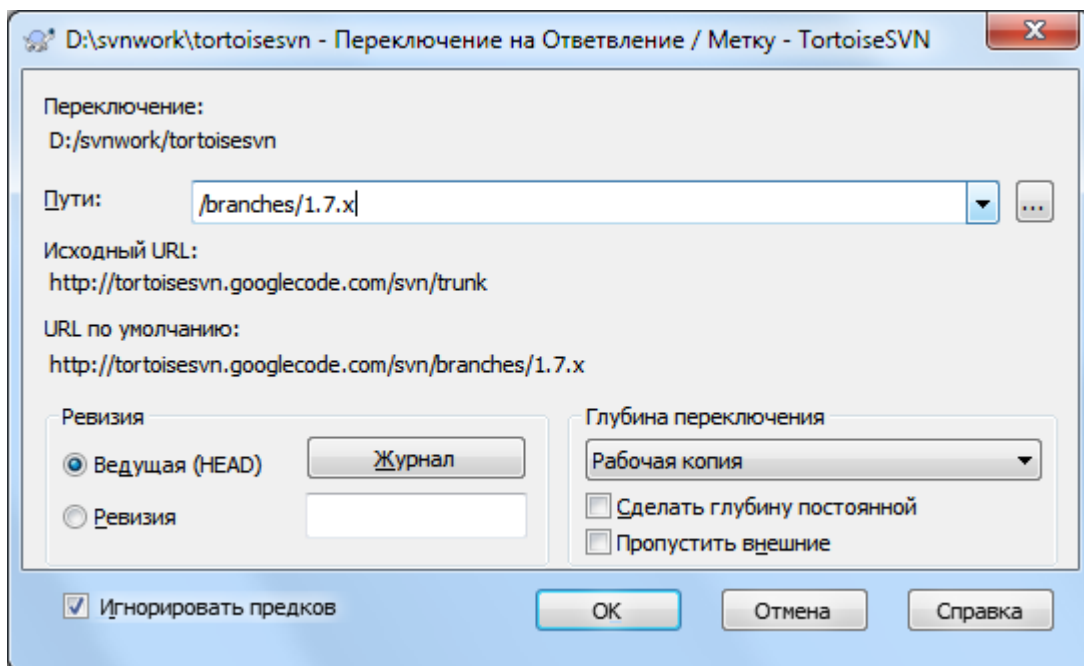 D:\svnwork\tortoisesvn - Переключение на Ответвление / Метку - TortoiseSVN
Переключение:
D:/svnwork/tortoisesvn
Пути:
/branches/1.7.x
...
Исходный URL:
http://tortoisesvn.googlecode.com/svn/trunk
URL по умолчанию:
http://tortoisesvn.googlecode.com/svn/branches/1.7.x
Ревизия
Ведущая (HEAD)
Журнал
Ревизия
Глубина переключения
Рабочая копия
Сделать глубину постоянной
Пропустить внешние
Игнорировать предков
OK
Отмена
Справка